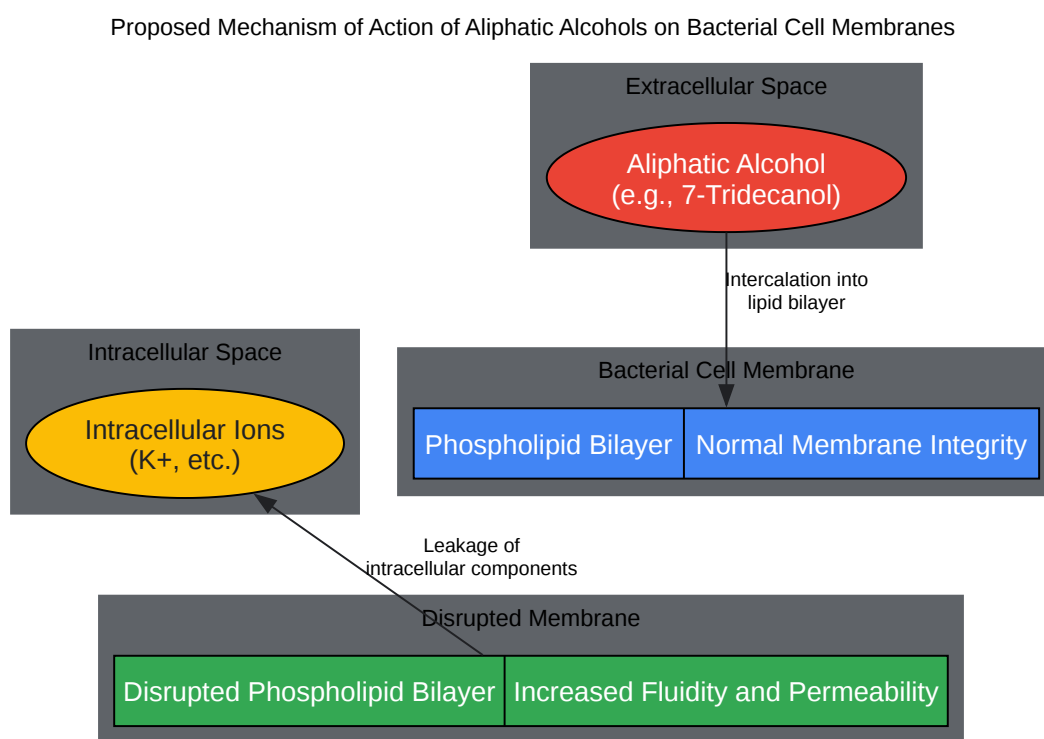 Proposed Mechanism of Action of Aliphatic Alcohols on Bacterial Cell Membranes
Extracellular Space
Aliphatic Alcohol
(e.g., 7-Tridecanol)
Intercalation into
lipid bilayer
Intracellular Space
Intracellular Ions
(K+, etc.)
Bacterial Cell Membrane
Phospholipid Bilayer
Normal Membrane Integrity
Leakage of
intracellular components
Disrupted Membrane
Disrupted Phospholipid Bilayer
Increased Fluidity and Permeability